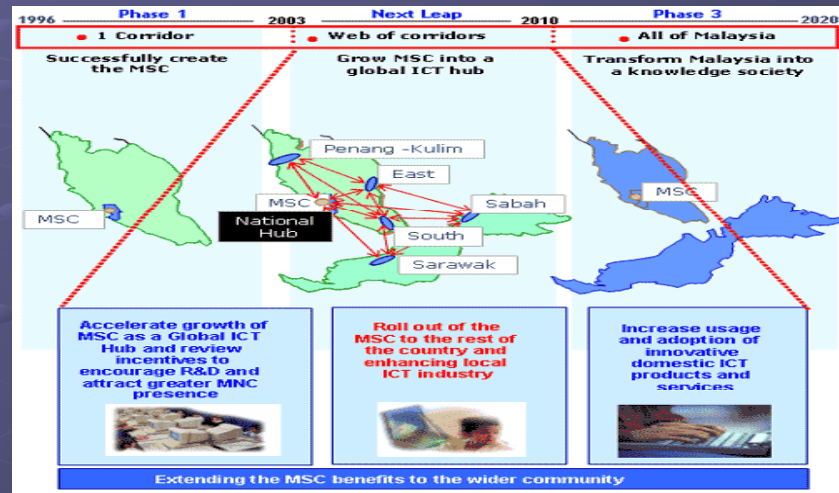 Phase 1
Next Leap
Phase 3
1996
2003
2010
2020
1 Corridor
Web of corridors
All of Malaysia
Successfully create
the MSC
Grow MSC into a
global ICT hub
Transform Malaysia into
a knowledge society
MSC
Penang -Kulim
East
MSC
Sabah
National
Hub
South
Sarawak
MSC
Accelerate growth of
MSC as a Global ICT
Hub and review
incentives to
encourage R&D and
attract greater MNC
presence
Roll out of the
MSC to the rest of
the country and
enhancing local
ICT industry
Increase usage
and adoption of
innovative
domestic ICT
products and
services
Extending the MSC benefits to the wider community